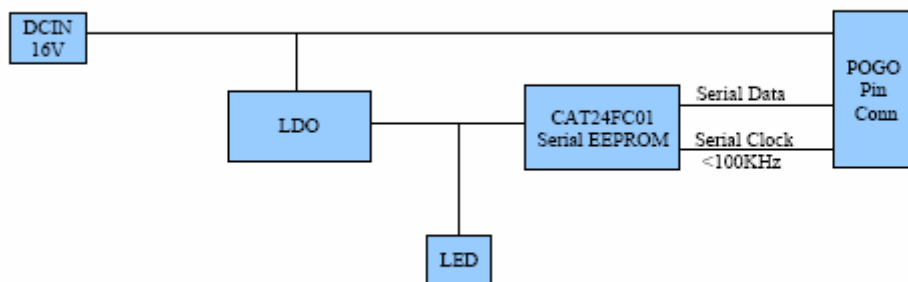 DCIN
16V
LDO
CAT24FC01
Serial EEPROM
Serial Data
Serial Clock
<100KHz
POGO
Pin
Conn
LED